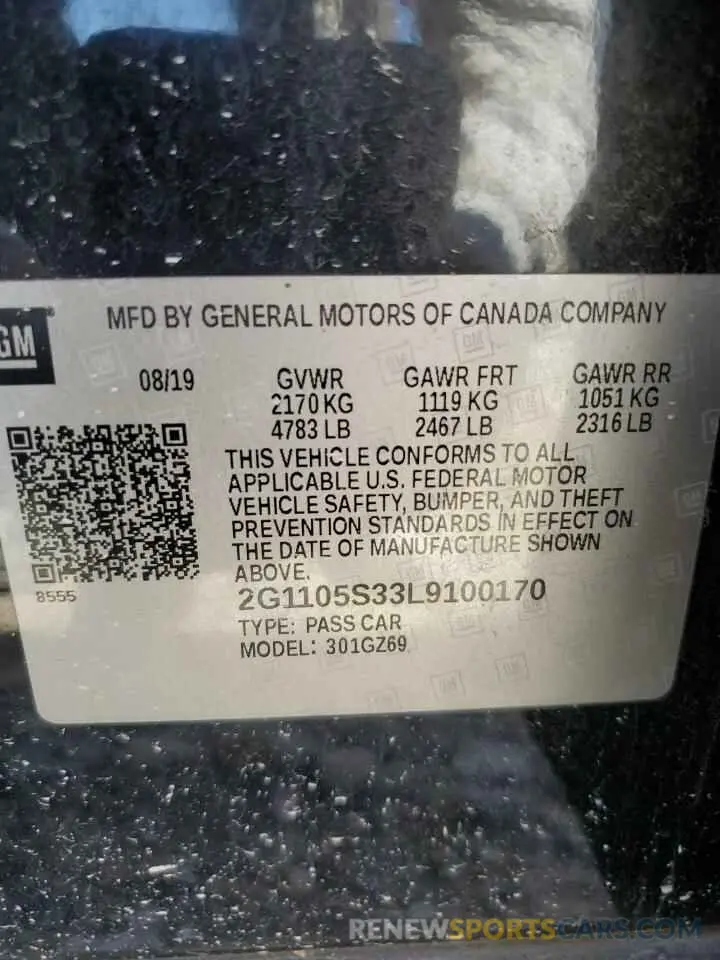 MFD BY GENERAL MOTORS OF CANADA COMPANY
GM
08/19 GVWR GAWR FRT GAWR RR
2170 KG 1119 KG 1051 KG
4783 LB 2467 LB 2316 LB
THIS VEHICLE CONFORMS TO ALL
APPLICABLE U.S. FEDERAL MOTOR
VEHICLE SAFETY, BUMPER, AND THEFT
PREVENTION STANDARDS IN EFFECT ON
THE DATE OF MANUFACTURE SHOWN
ABOVE.
8555
2G1105S33L9100170
TYPE: PASS CAR
MODEL: 301GZ69
RENEWSPORTSCARS.COM